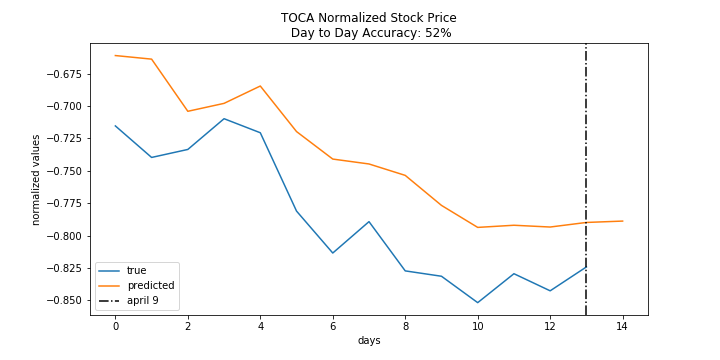 TOCA Normalized Stock Price
Day to Day Accuracy: 52%
normalized values
−0.675
−0.700
−0.725
−0.750
−0.775
−0.800
−0.825
−0.850
true
predicted
april 9
0 2 4 6 8 10 12 14
days